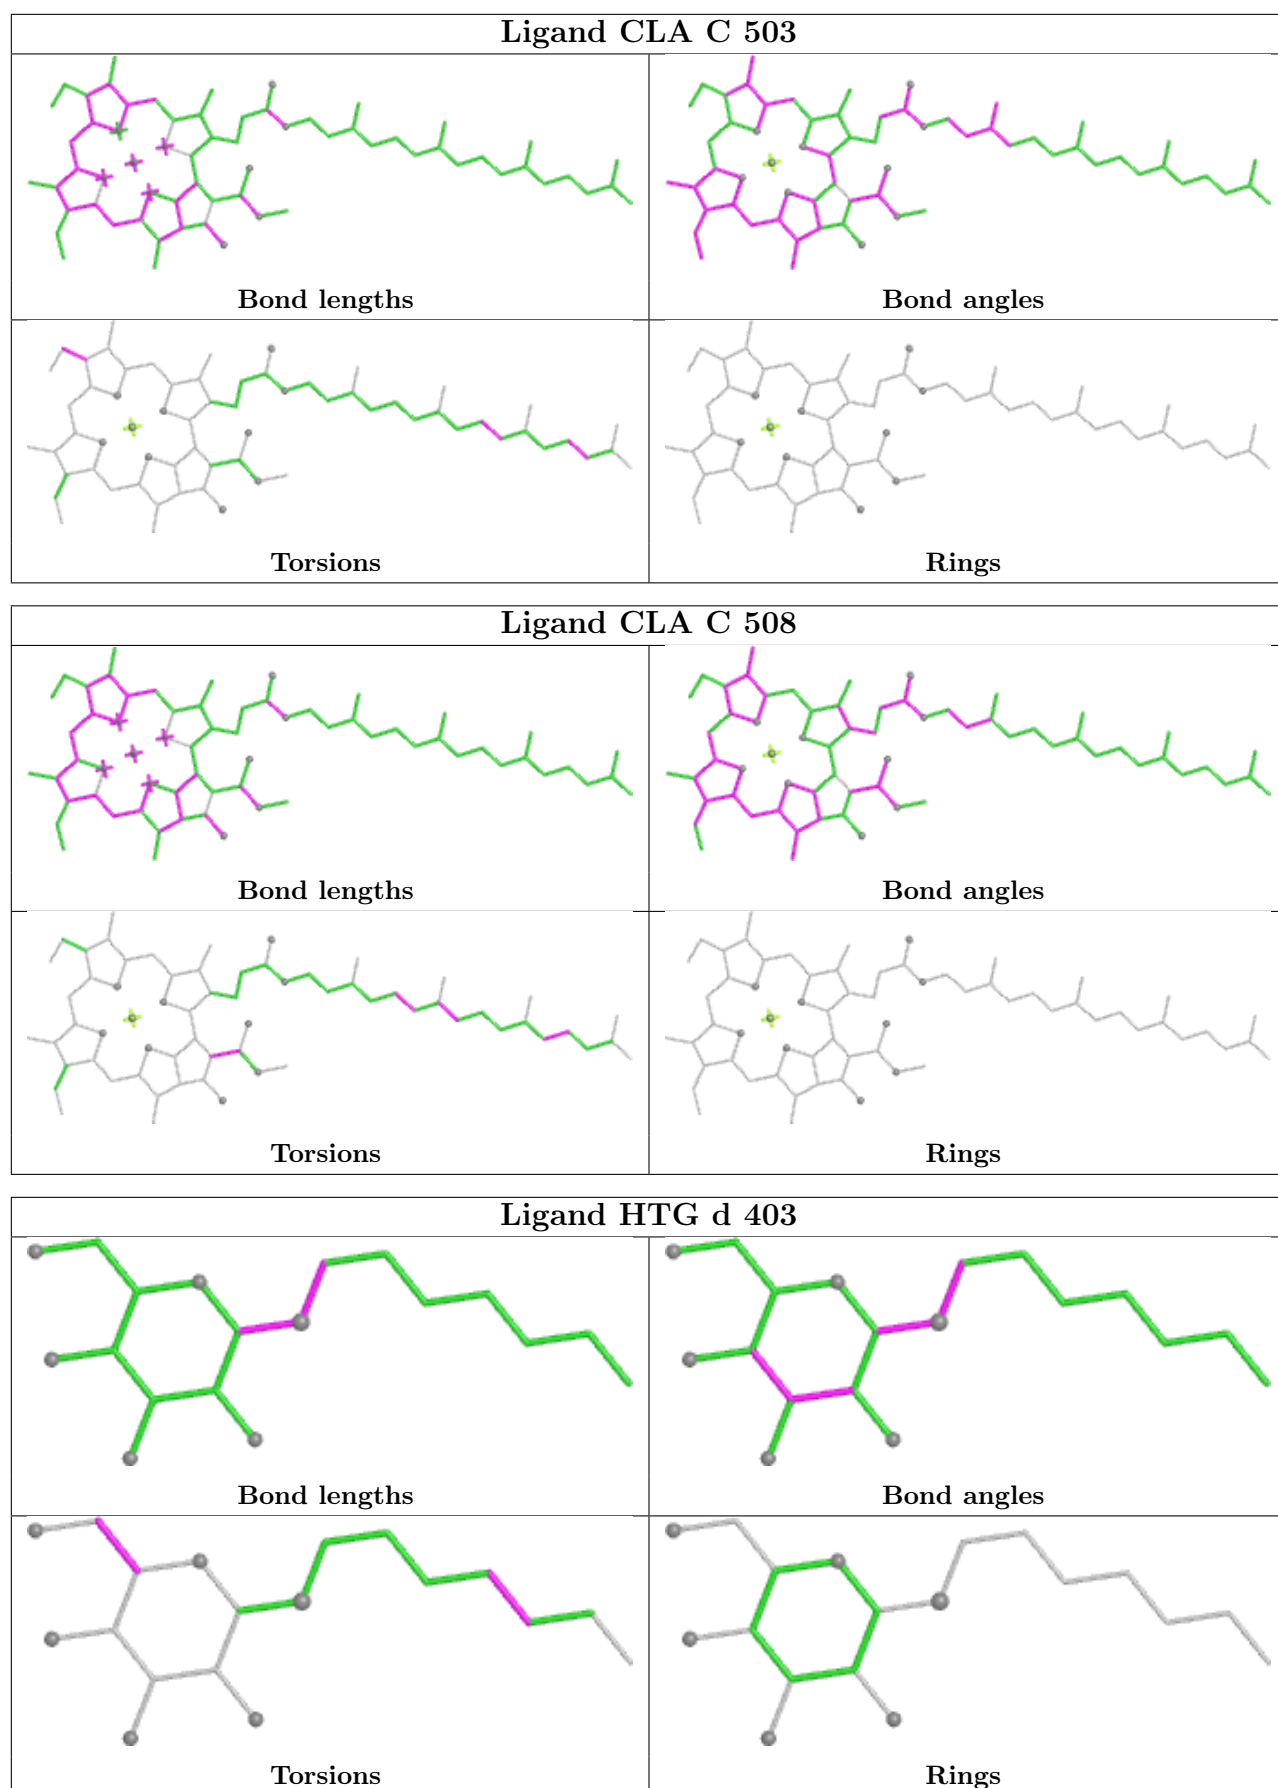 Ligand CLA C 503
Bond lengths
Bond angles
Torsions
Rings
Ligand CLA C 508
Bond lengths
Bond angles
Torsions
Rings
Ligand HTG d 403
Bond lengths
Bond angles
Torsions
Rings